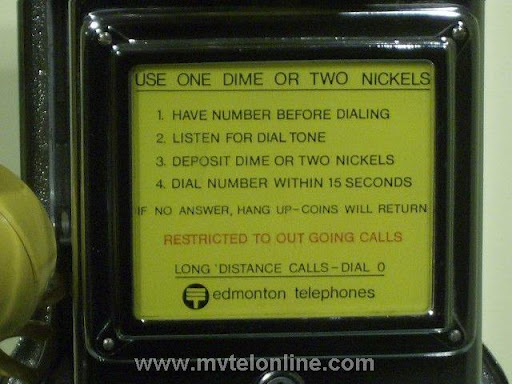 USE ONE DIME OR TWO NICKELS
1. HAVE NUMBER BEFORE DIALING
2. LISTEN FOR DIAL TONE
3. DEPOSIT DIME OR TWO NICKELS
4. DIAL NUMBER WITHIN 15 SECONDS
IF NO ANSWER, HANG UP-COINS WILL RETURN
RESTRICTED TO OUT GOING CALLS
LONG DISTANCE CALLS-DIAL 0
edmonton telephones
www.mytelonline.com